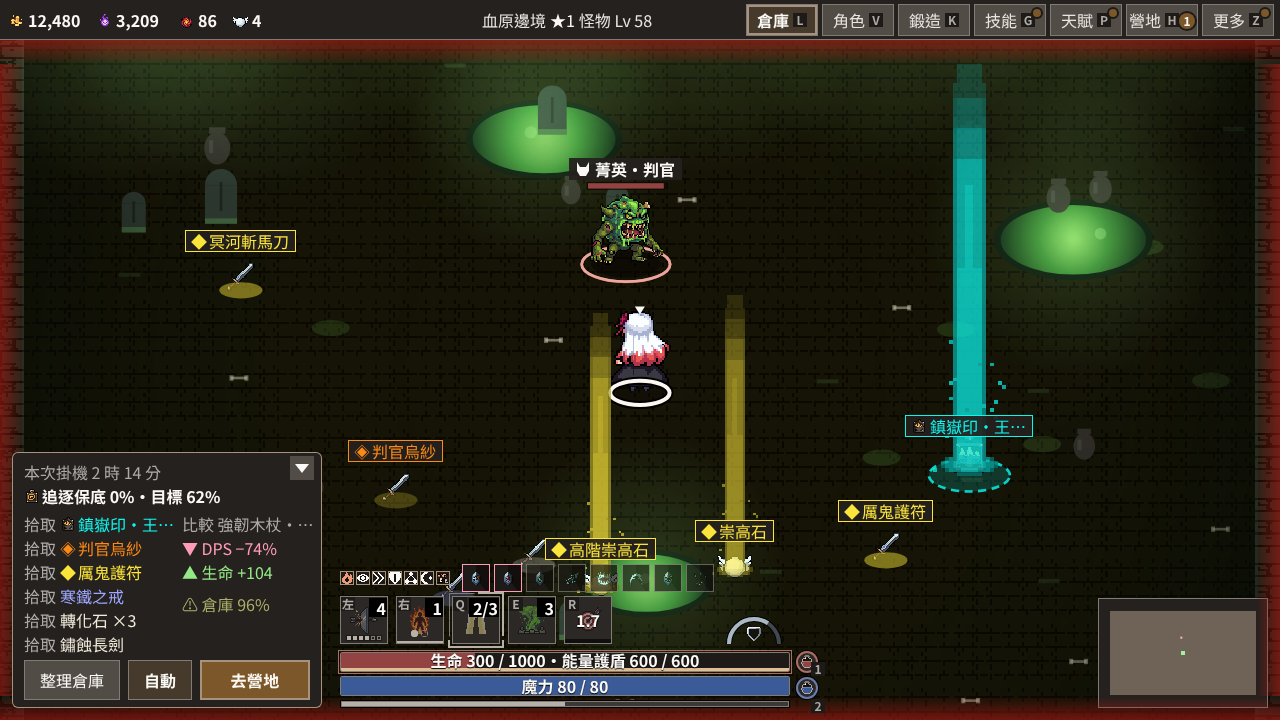 12,480 3,209 86 4
血原邊境 ★1 怪物 Lv 58
倉庫 L 角色 V 鍛造 K 技能 G 天賦 P 營地 H 1 更多 Z
菁英・判官
冥河斬馬刀
鎮嶽印・王…
判官烏紗
厲鬼護符
崇高石
高階崇高石
本次掛機 2 時 14 分
追逐保底 0%・目標 62%
拾取 鎮嶽印・王… 比較 強韌木杖・…
拾取 判官烏紗 ▼ DPS −74%
拾取 厲鬼護符 ▲ 生命 +104
拾取 寒鐵之戒
倉庫 96%
拾取 轉化石 ×3
拾取 鏽蝕長劍
整理倉庫 自動 去營地
左 4 右 1 Q 2/3 E 3 R
生命 300 / 1000・能量護盾 600 / 600
1
魔力 80 / 80
2